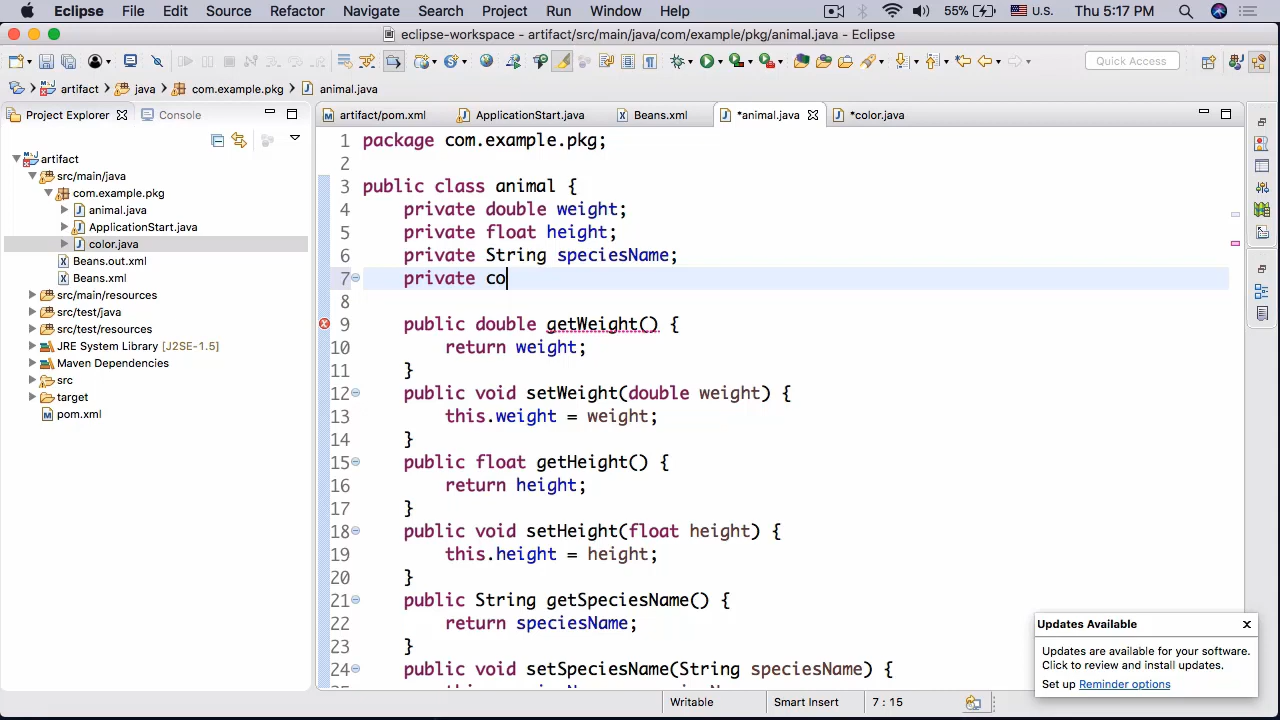 Eclipse File Edit Source Refactor Navigate Search Project Run Window Help 55% U.S. Thu 5:17 PM
eclipse-workspace - artifact/src/main/java/com/example/pkg/animal.java - Eclipse
Quick Access
artifact java com.example.pkg animal.java
Project Explorer Console
artifact/pom.xml ApplicationStart.java Beans.xml *animal.java *color.java
artifact
src/main/java
com.example.pkg
animal.java
ApplicationStart.java
color.java
Beans.out.xml
Beans.xml
src/main/resources
src/test/java
src/test/resources
JRE System Library [J2SE-1.5]
Maven Dependencies
src
target
pom.xml
1 package com.example.pkg;
2
3 public class animal {
4 private double weight;
5 private float height;
6 private String speciesName;
7 private co
8
9 public double getWeight() {
10 return weight;
11 }
12 public void setWeight(double weight) {
13 this.weight = weight;
14 }
15 public float getHeight() {
16 return height;
17 }
18 public void setHeight(float height) {
19 this.height = height;
20 }
21 public String getSpeciesName() {
22 return speciesName;
23 }
24 public void setSpeciesName(String speciesName) {
Updates Available
Updates are available for your software.
Click to review and install updates.
Set up Reminder options
Writable Smart Insert 7 : 15